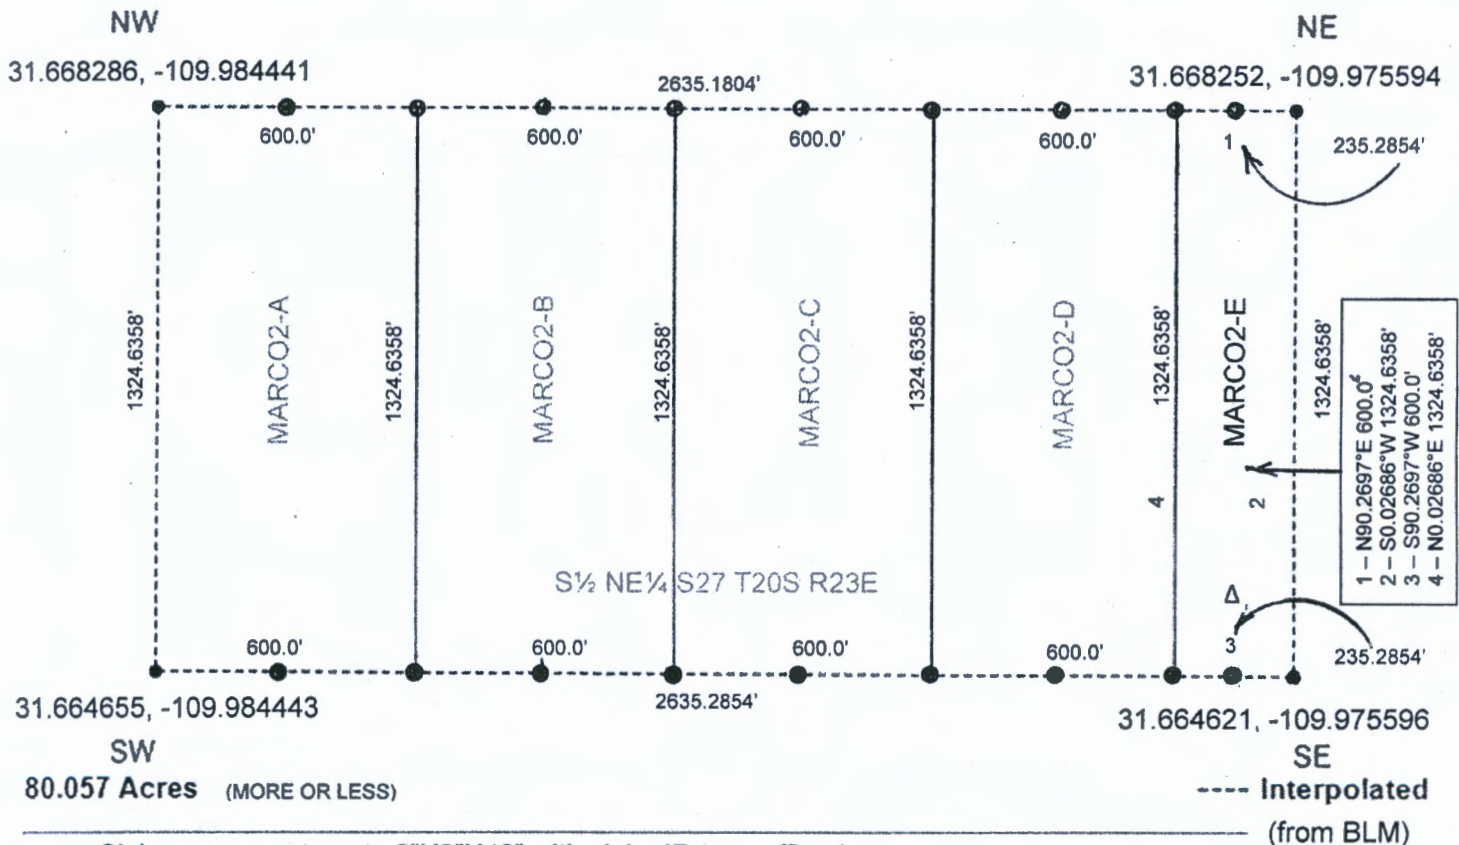 NW
NE
31.668286, -109.984441
31.668252, -109.975594
2635.1804'
600.0'
600.0'
600.0'
600.0'
1
235.2854'
1324.6358'
MARCO2-A
1324.6358'
MARCO2-B
1324.6358'
MARCO2-C
1324.6358'
MARCO2-D
1324.6358'
MARCO2-E
1324.6358'
1 – N90.2697°E 600.0'
2 – S0.02686°W 1324.6358'
3 – S90.2697°W 600.0'
4 – N0.02686°E 1324.6358'
4
2
S½ NE¼ S27 T20S R23E
Δ
600.0'
600.0'
600.0'
600.0'
3
235.2854'
2635.2854'
31.664655, -109.984443
31.664621, -109.975596
SW
SE
80.057 Acres (MORE OR LESS)
---- Interpolated
(from BLM)